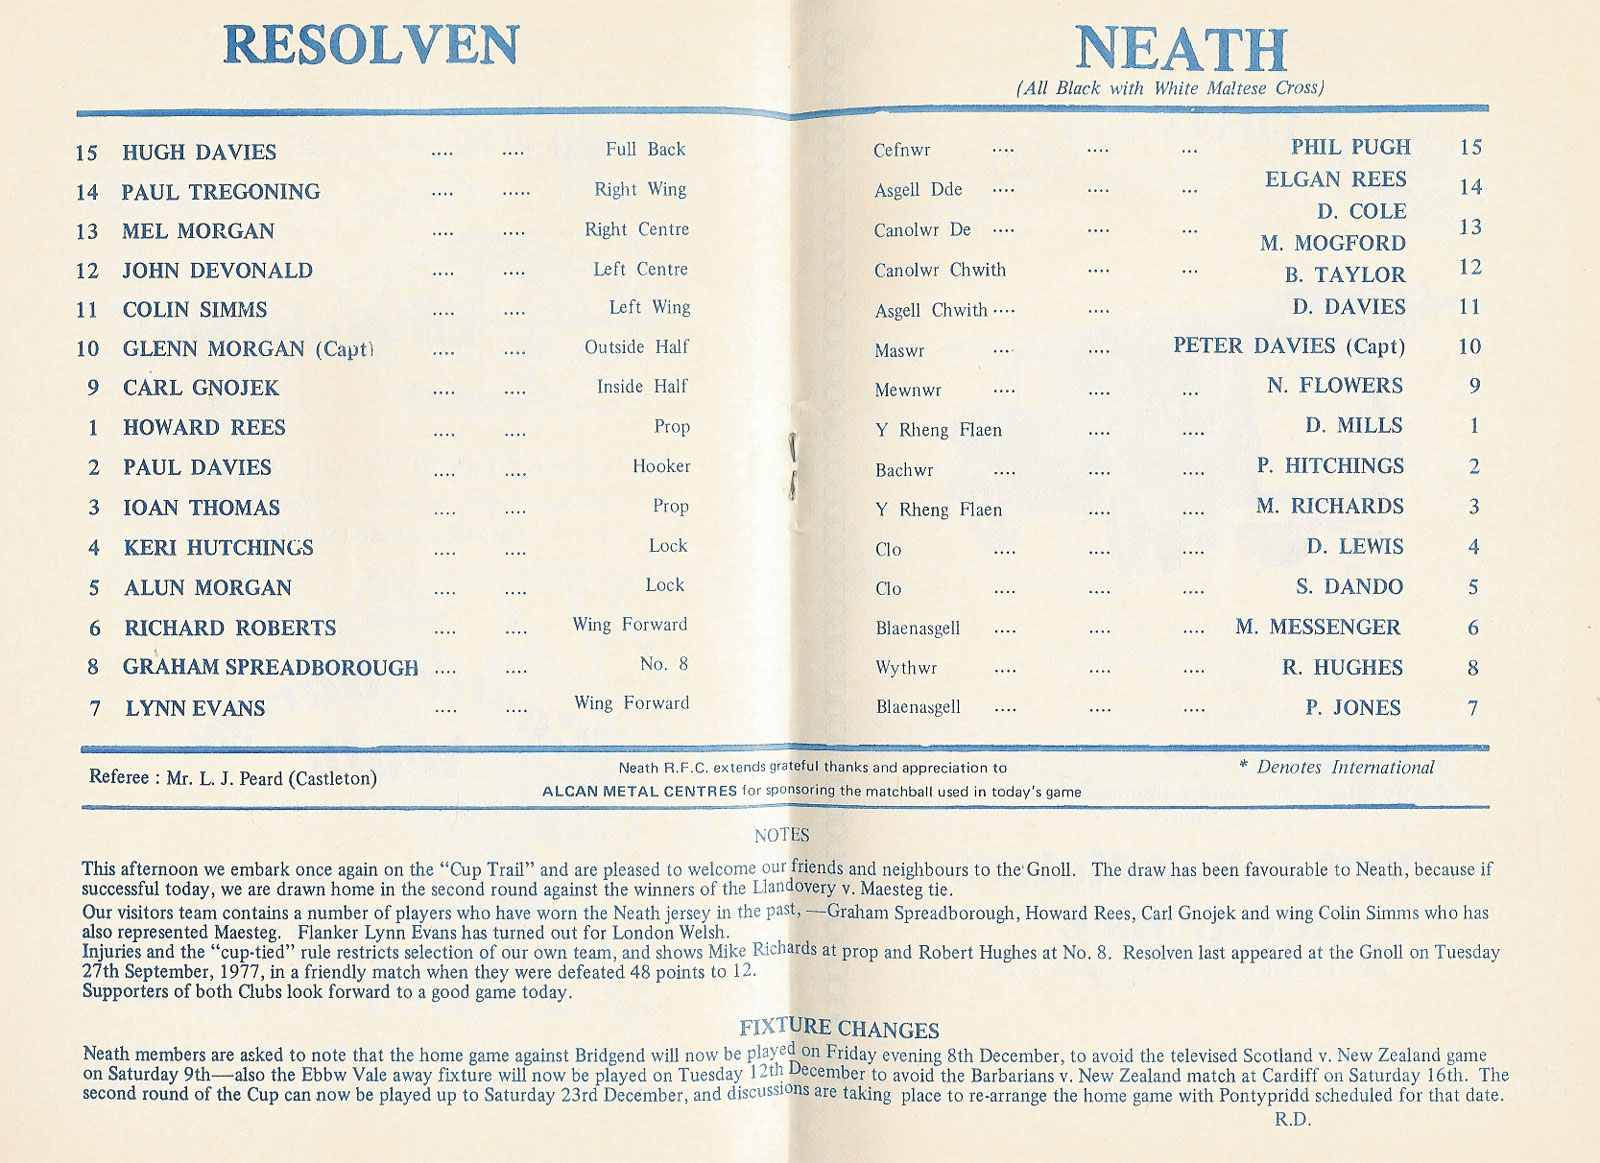 RESOLVEN
15 HUGH DAVIES .... .... Full Back
14 PAUL TREGONING .... ..... Right Wing
13 MEL MORGAN .... .... Right Centre
12 JOHN DEVONALD .... .... Left Centre
11 COLIN SIMMS .... .... Left Wing
10 GLENN MORGAN (Capt) .... .... Outside Half
9 CARL GNOJEK .... .... Inside Half
1 HOWARD REES .... .... Prop
2 PAUL DAVIES .... .... Hooker
3 IOAN THOMAS .... .... Prop
4 KERI HUTCHINGS .... .... Lock
5 ALUN MORGAN .... .... Lock
6 RICHARD ROBERTS .... .... Wing Forward
8 GRAHAM SPREADBOROUGH .... .... No. 8
7 LYNN EVANS .... .... Wing Forward
NEATH
(All Black with White Maltese Cross)
Cefnwr .... .... ... PHIL PUGH 15
Asgell Dde .... .... ... ELGAN REES 14
D. COLE
Canolwr De .... .... ... 13
M. MOGFORD
Canolwr Chwith .... ... B. TAYLOR 12
Asgell Chwith .... .... D. DAVIES 11
Maswr .... .... PETER DAVIES (Capt) 10
Mewnwr .... .... ... N. FLOWERS 9
Y Rheng Flaen .... .... D. MILLS 1
Bachwr .... .... .... P. HITCHINGS 2
Y Rheng Flaen .... .... M. RICHARDS 3
Clo .... .... .... D. LEWIS 4
Clo .... .... .... S. DANDO 5
Blaenasgell .... .... .... M. MESSENGER 6
Wythwr .... .... .... R. HUGHES 8
Blaenasgell .... .... .... P. JONES 7
Referee : Mr. L. J. Peard (Castleton)
Neath R.F.C. extends grateful thanks and appreciation to
ALCAN METAL CENTRES for sponsoring the matchball used in today's game
* Denotes International
NOTES
This afternoon we embark once again on the “Cup Trail” and are pleased to welcome our friends and neighbours to the Gnoll. The draw has been favourable to Neath, because if
successful today, we are drawn home in the second round against the winners of the Llandovery v. Maesteg tie.
Our visitors team contains a number of players who have worn the Neath jersey in the past, —Graham Spreadborough, Howard Rees, Carl Gnojek and wing Colin Simms who has
also represented Maesteg. Flanker Lynn Evans has turned out for London Welsh.
Injuries and the “cup-tied” rule restricts selection of our own team, and shows Mike Richards at prop and Robert Hughes at No. 8. Resolven last appeared at the Gnoll on Tuesday
27th September, 1977, in a friendly match when they were defeated 48 points to 12.
Supporters of both Clubs look forward to a good game today.
FIXTURE CHANGES
Neath members are asked to note that the home game against Bridgend will now be played on Friday evening 8th December, to avoid the televised Scotland v. New Zealand game
on Saturday 9th—also the Ebbw Vale away fixture will now be played on Tuesday 12th December to avoid the Barbarians v. New Zealand match at Cardiff on Saturday 16th. The
second round of the Cup can now be played up to Saturday 23rd December, and discussions are taking place to re-arrange the home game with Pontypridd scheduled for that date.
R.D.